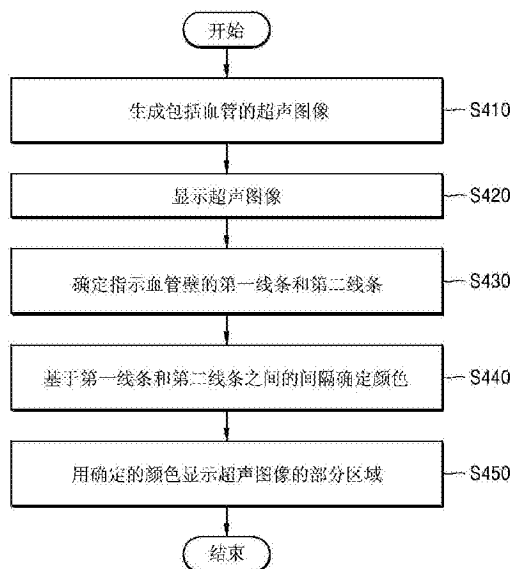 开始
生成包括血管的超声图像
S410
显示超声图像
S420
确定指示血管壁的第一线条和第二线条
S430
基于第一线条和第二线条之间的间隔确定颜色
S440
用确定的颜色显示超声图像的部分区域
S450
结束